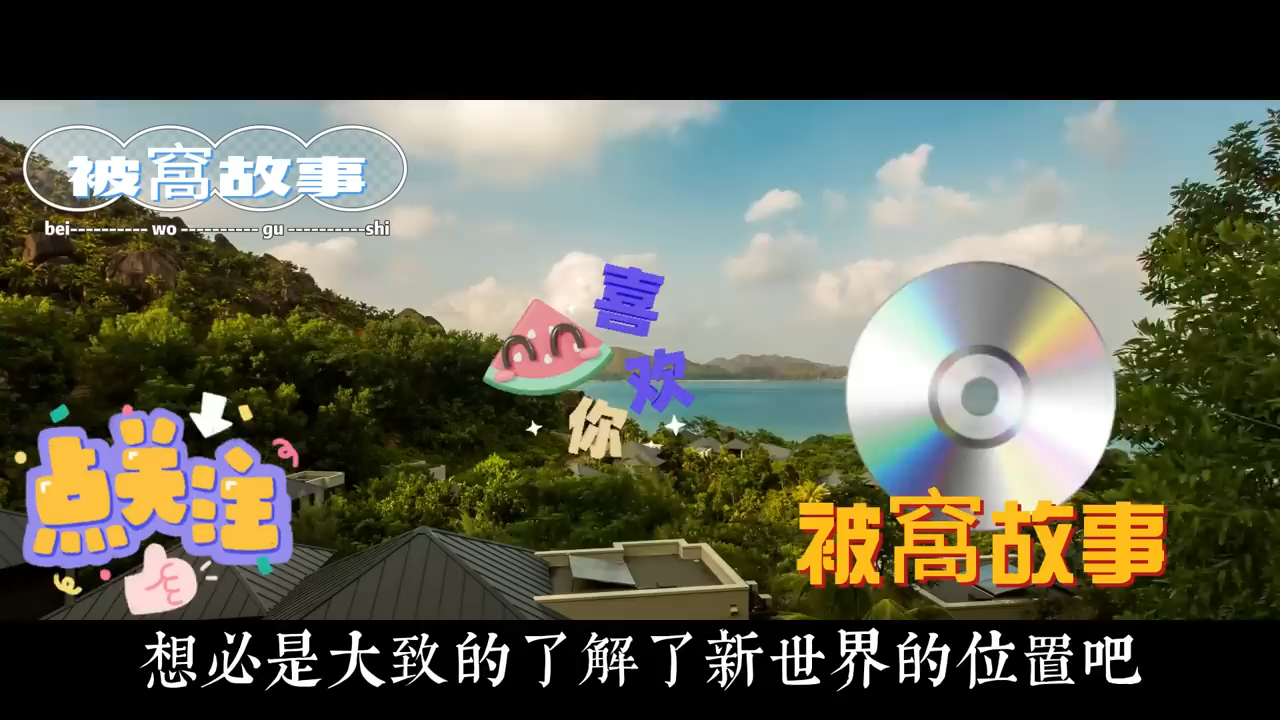 被窝故事
bei---------- wo ---------- gu ----------shi
喜
欢
你
点关注
被窝故事
想必是大致的了解了新世界的位置吧